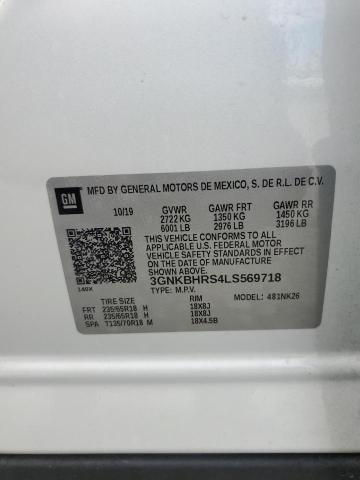 GM MFD BY GENERAL MOTORS DE MEXICO, S. DE R.L. DE C.V.
10/19 GVWR GAWR FRT GAWR RR
2722 KG 1350 KG 1450 KG
6001 LB 2976 LB 3196 LB
THIS VEHICLE CONFORMS TO ALL
APPLICABLE U.S. FEDERAL MOTOR
VEHICLE SAFETY STANDARDS IN EFFECT
ON THE DATE OF MANUFACTURE
SHOWN ABOVE.
3GNKBHRS4LS569718
TYPE: M.P.V.
149X
TIRE SIZE RIM MODEL: 481NK26
FRT 235/65R18 H 18X8J
RR 235/65R18 H 18X8J
SPA T135/70R18 M 18X4.5B